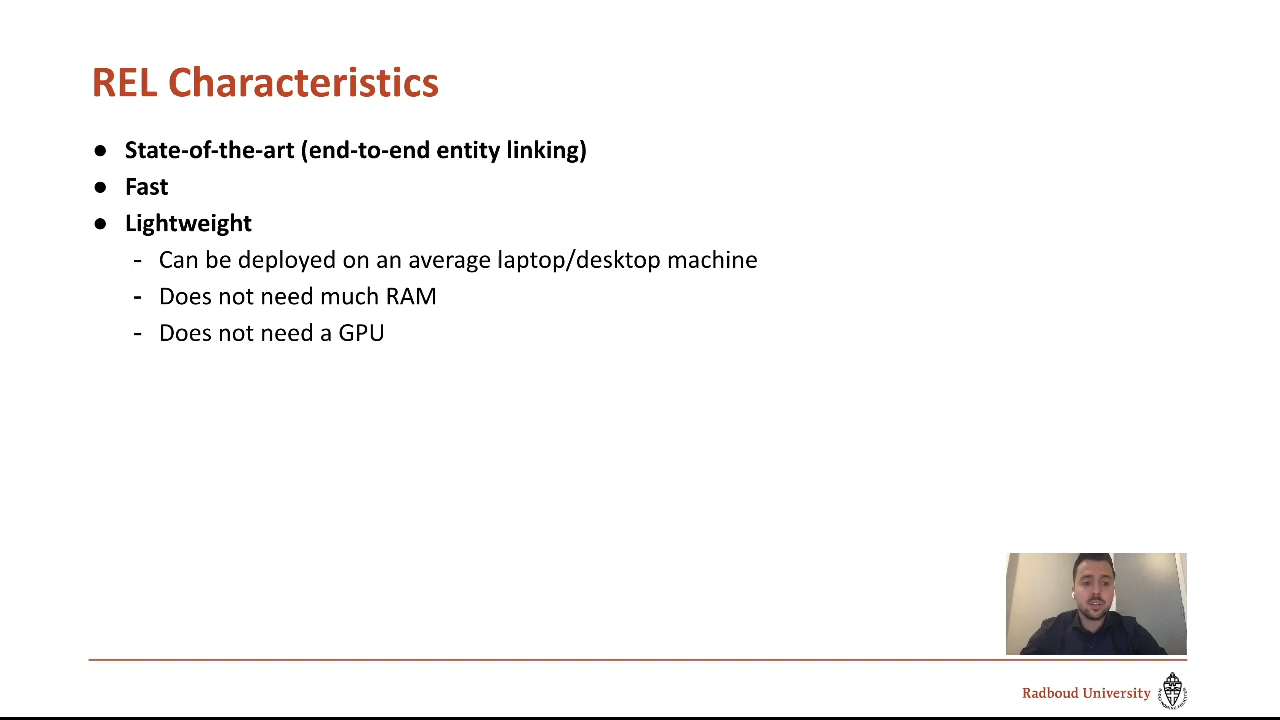 REL Characteristics
● State-of-the-art (end-to-end entity linking)
● Fast
● Lightweight
- Can be deployed on an average laptop/desktop machine
- Does not need much RAM
- Does not need a GPU
Radboud University